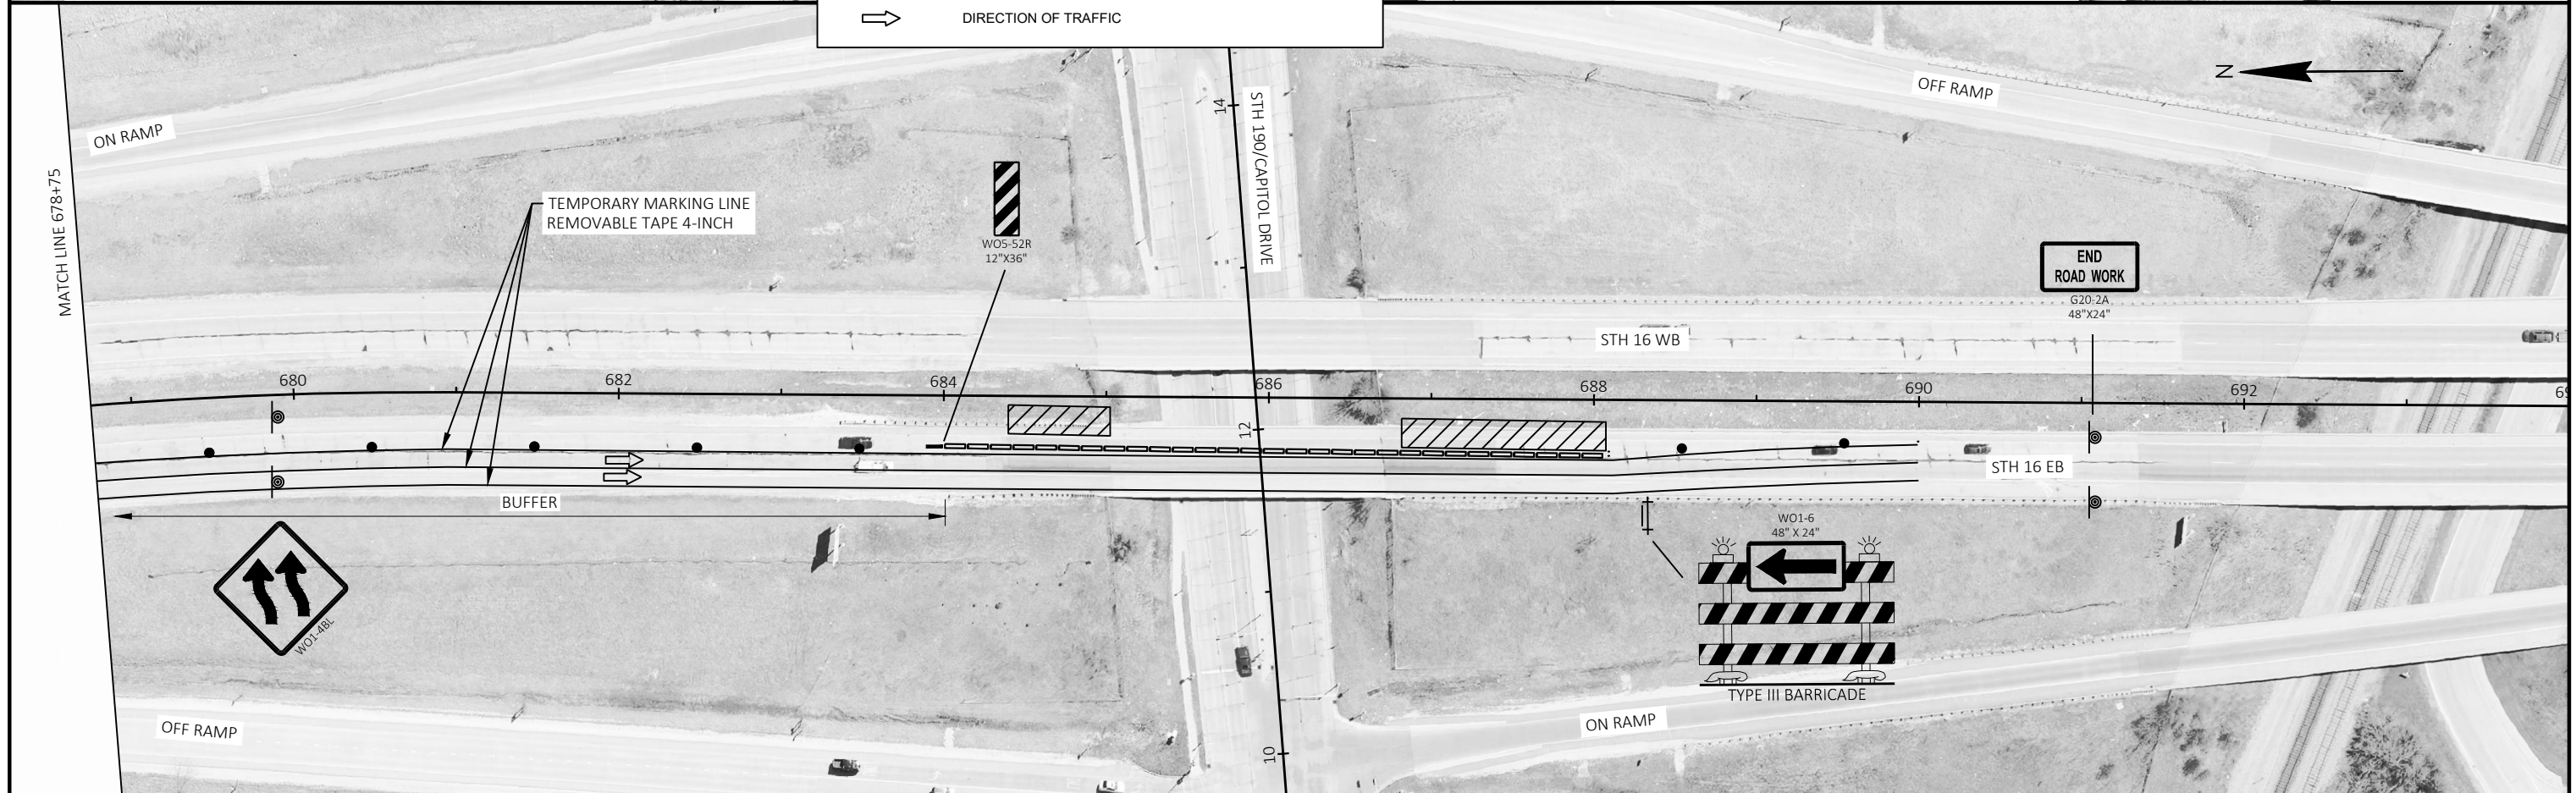 DIRECTION OF TRAFFIC
N
OFF RAMP
ON RAMP
MATCH LINE 678+75
14
STH 190/CAPITOL DRIVE
TEMPORARY MARKING LINE
REMOVABLE TAPE 4-INCH
WO5-52R
12"X36"
END
ROAD WORK
G20-2A
48"X24"
STH 16 WB
680
682
684
686
688
690
692
12
STH 16 EB
BUFFER
WO1-4BL
WO1-6
48" X 24"
TYPE III BARRICADE
OFF RAMP
ON RAMP
10